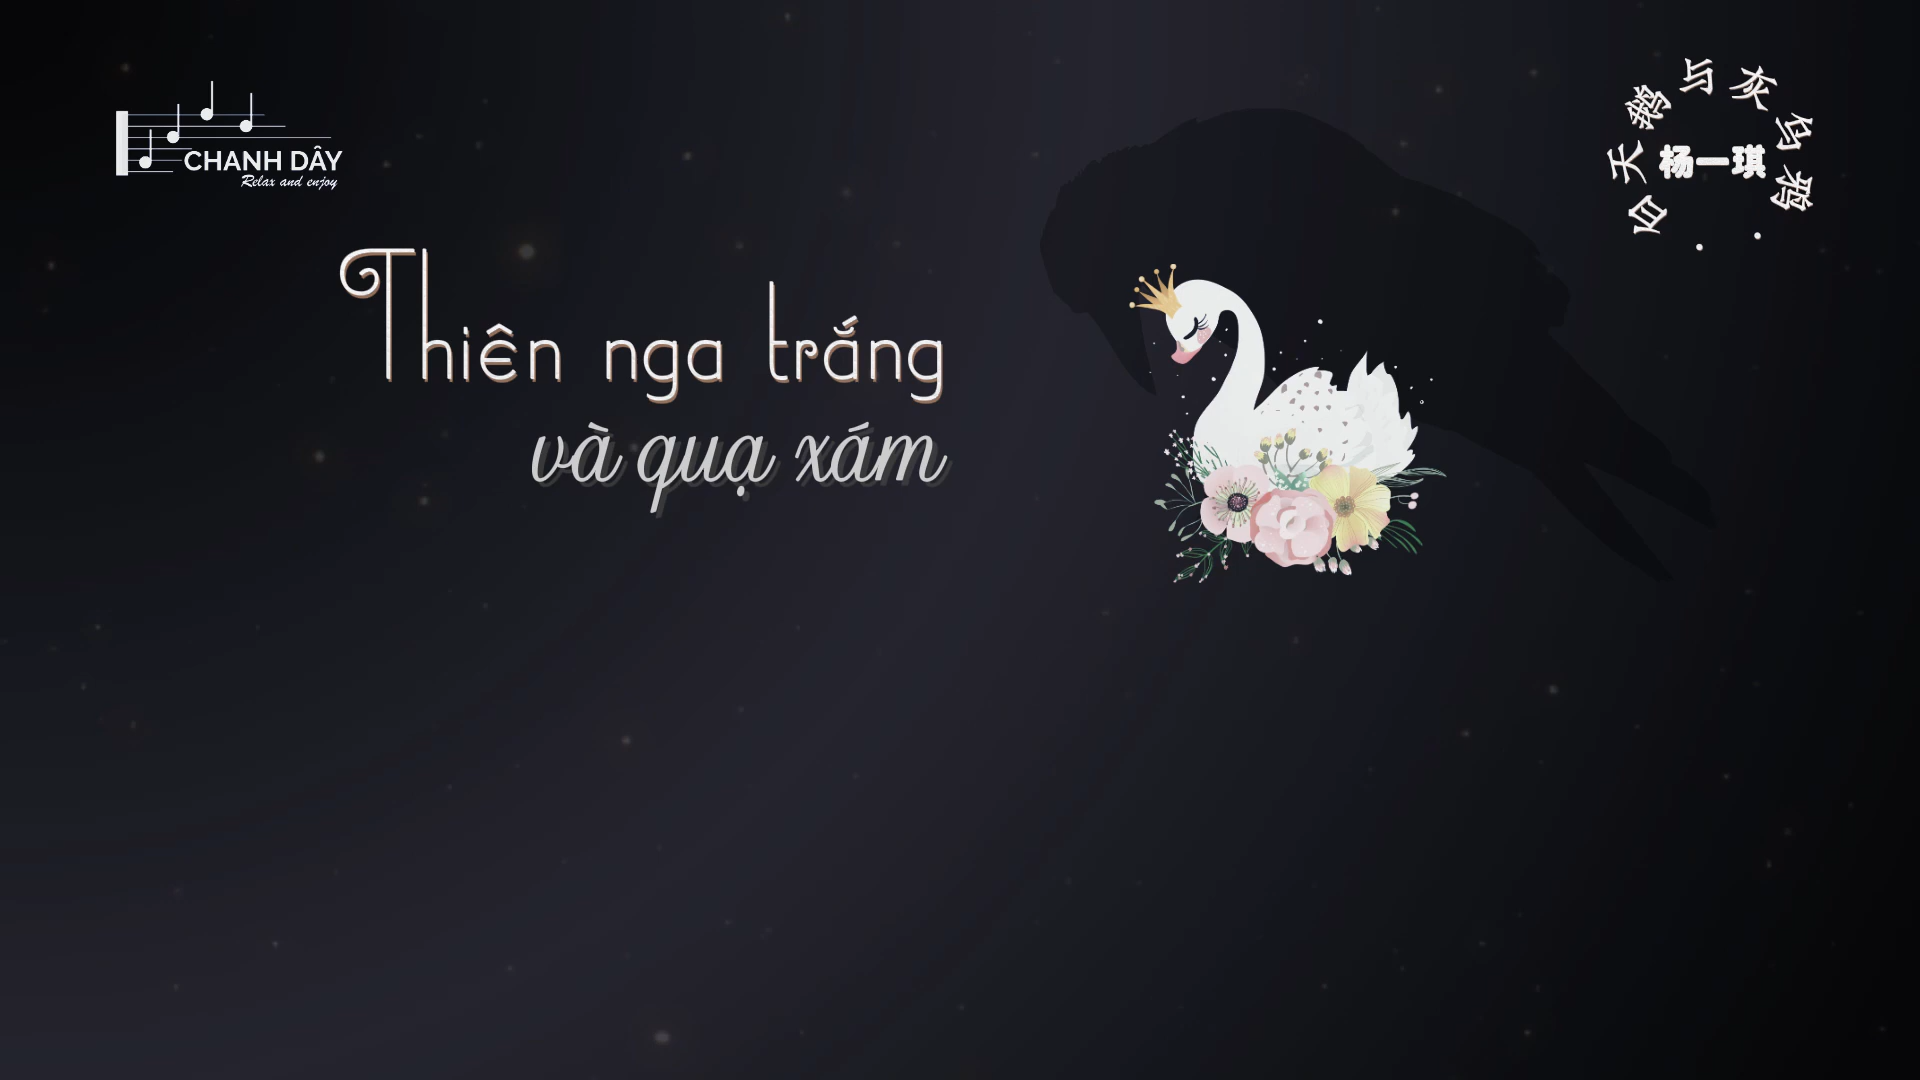 CHANH DÂY
Relax and enjoy
白天鹅与灰乌鸦
杨一琪
Thiên nga trắng
và quạ xám